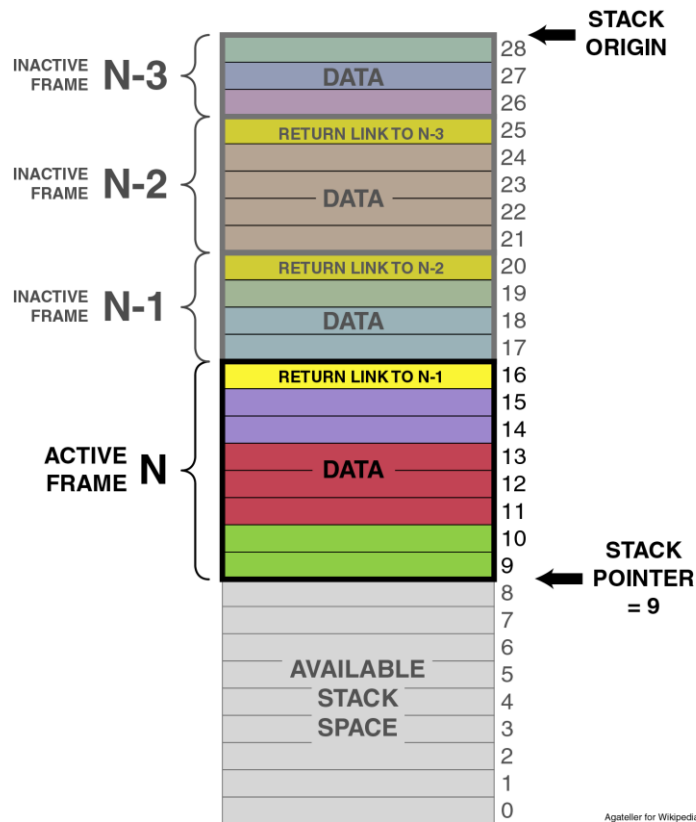 STACK
ORIGIN
28
INACTIVE
FRAME N-3
DATA
27
26
RETURN LINK TO N-3
25
24
INACTIVE
FRAME N-2
23
DATA
22
21
RETURN LINK TO N-2
20
19
INACTIVE
FRAME N-1
DATA
18
17
RETURN LINK TO N-1
16
15
14
ACTIVE
FRAME N
13
DATA
12
11
10
9
STACK
POINTER
= 9
8
7
6
AVAILABLE
STACK
SPACE
5
4
3
2
1
0
Agateller for Wikipedi